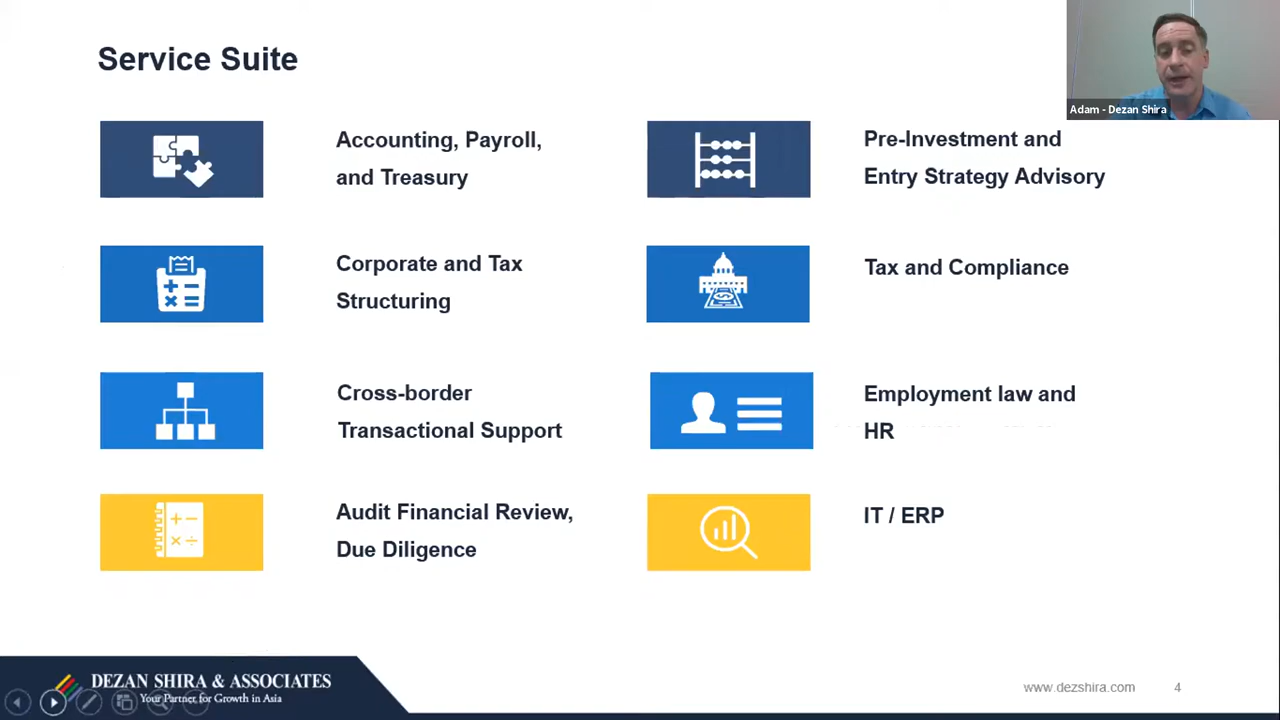 Service Suite
Adam - Dezan Shira
Accounting, Payroll,
and Treasury
Pre-Investment and
Entry Strategy Advisory
Corporate and Tax
Structuring
Tax and Compliance
Cross-border
Transactional Support
Employment law and
HR
Audit Financial Review,
Due Diligence
IT / ERP
DEZAN SHIRA & ASSOCIATES
Your Partner for Growth in Asia
www.dezshira.com
4